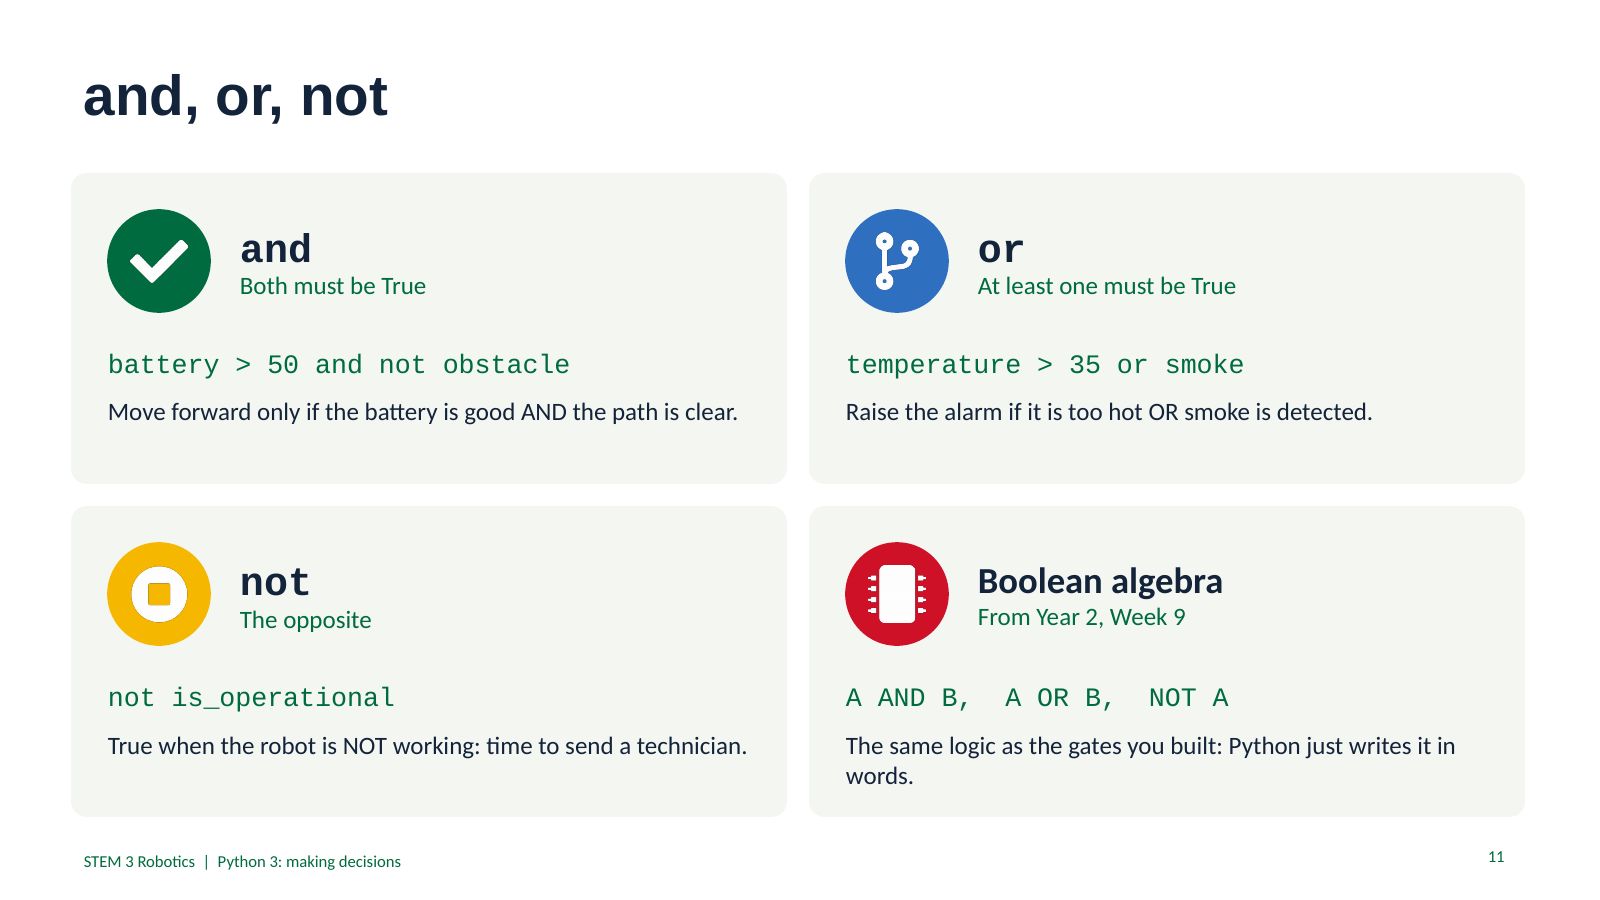 and, or, not
and
Both must be True
battery > 50 and not obstacle
Move forward only if the battery is good AND the path is clear.
or
At least one must be True
temperature > 35 or smoke
Raise the alarm if it is too hot OR smoke is detected.
not
The opposite
not is_operational
True when the robot is NOT working: time to send a technician.
Boolean algebra
From Year 2, Week 9
A AND B,  A OR B,  NOT A
The same logic as the gates you built: Python just writes it in
words.
STEM 3 Robotics | Python 3: making decisions
11